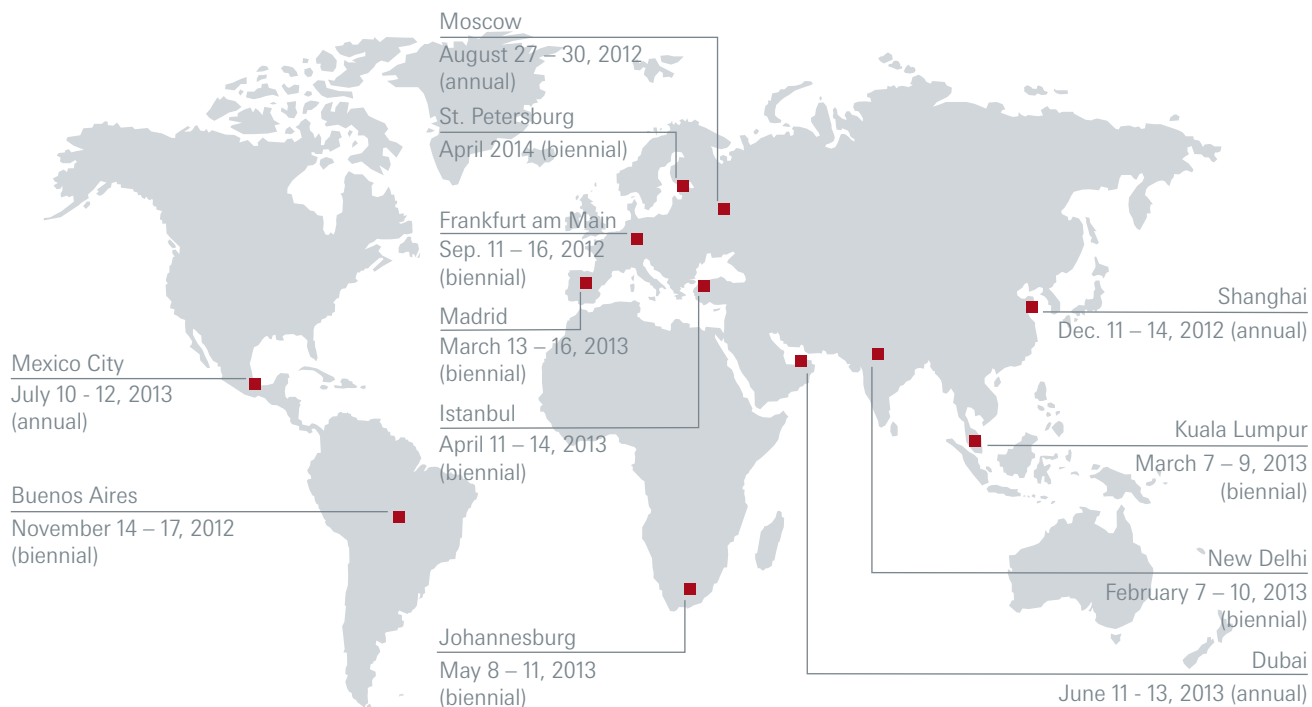 Moscow
August 27 – 30, 2012
(annual)
St. Petersburg
April 2014 (biennial)
Frankfurt am Main
Sep. 11 – 16, 2012
(biennial)
Madrid
March 13 – 16, 2013
(biennial)
Istanbul
April 11 – 14, 2013
(biennial)
Johannesburg
May 8 – 11, 2013
(biennial)
Mexico City
July 10 - 12, 2013
(annual)
Buenos Aires
November 14 – 17, 2012
(biennial)
Shanghai
Dec. 11 – 14, 2012 (annual)
Kuala Lumpur
March 7 – 9, 2013
(biennial)
New Delhi
February 7 – 10, 2013
(biennial)
Dubai
June 11 - 13, 2013 (annual)